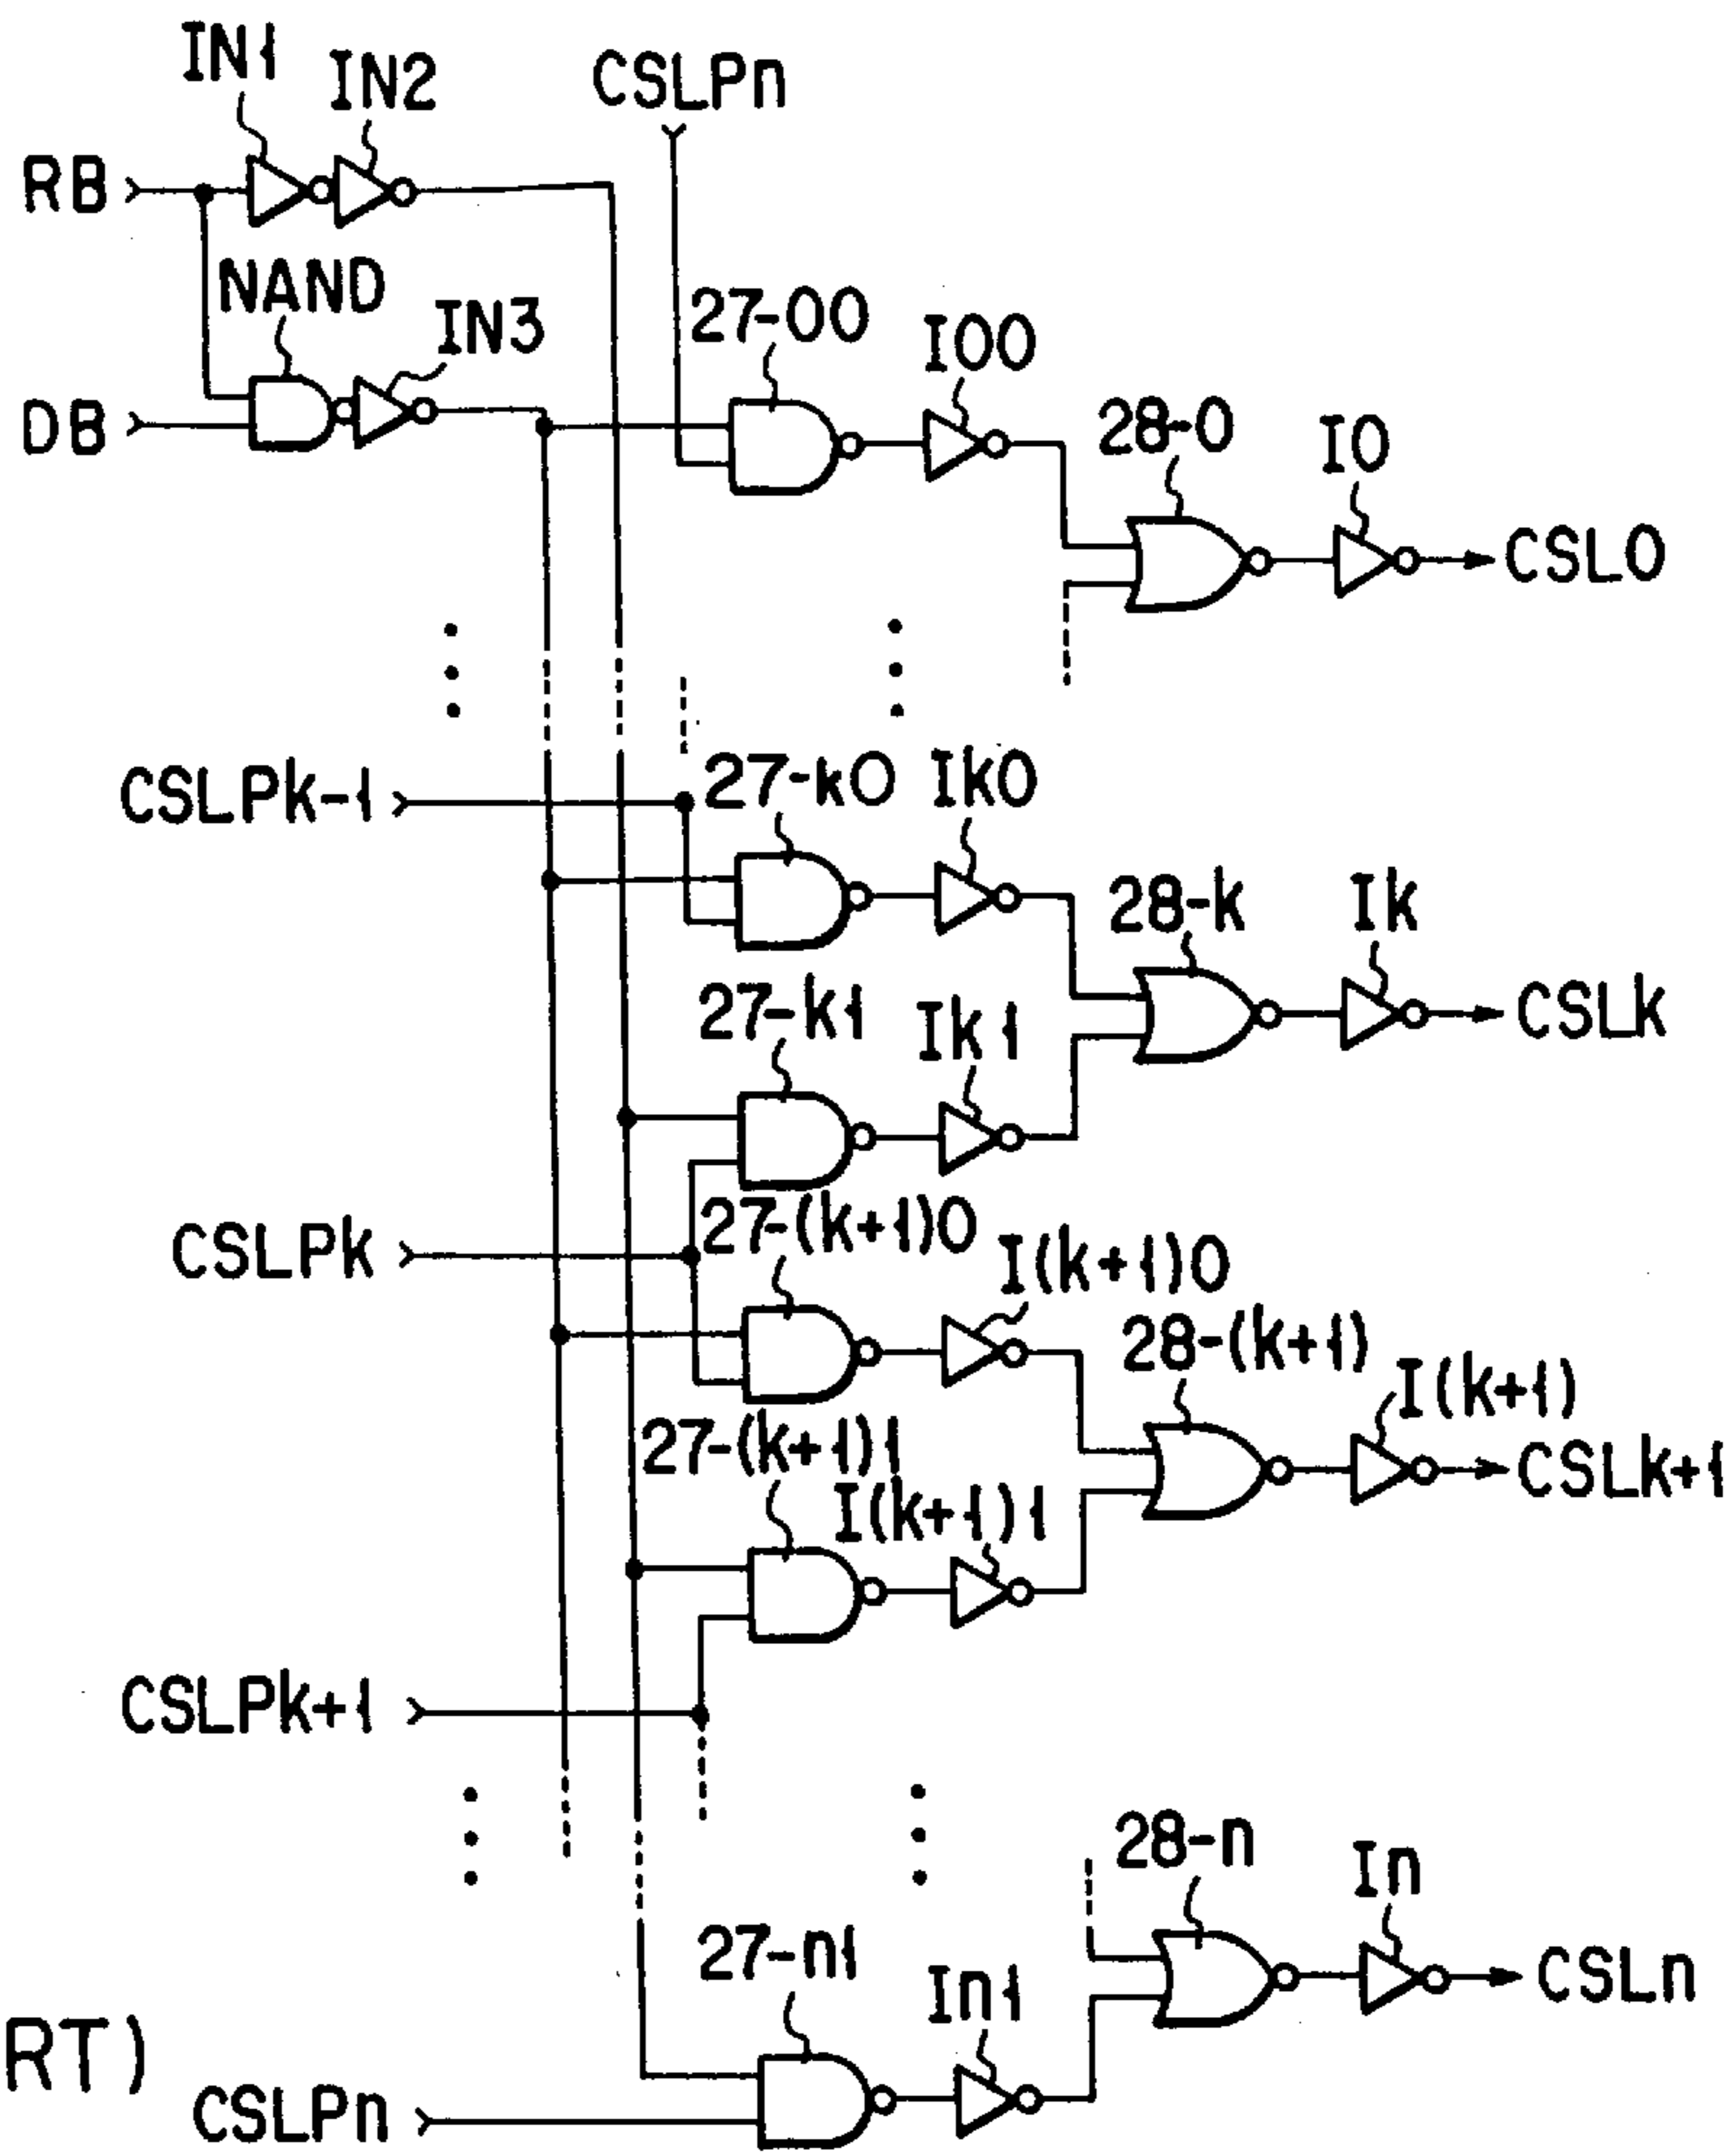 IN1
IN2
CSLPn
RB
NAND
IN3
27-00
I00
DB
28-0
I0
CSL0
CSLPk-1
27-k0
Ik0
28-k
Ik
27-k1
Ik1
CSLk
27-(k+1)0
CSLPk
I(k+1)0
28-(k+1)
I(k+1)
27-(k+1)1
CSLk+1
I(k+1)1
CSLPk+1
28-n
In
27-n1
In1
CSLn
RT)
CSLPn